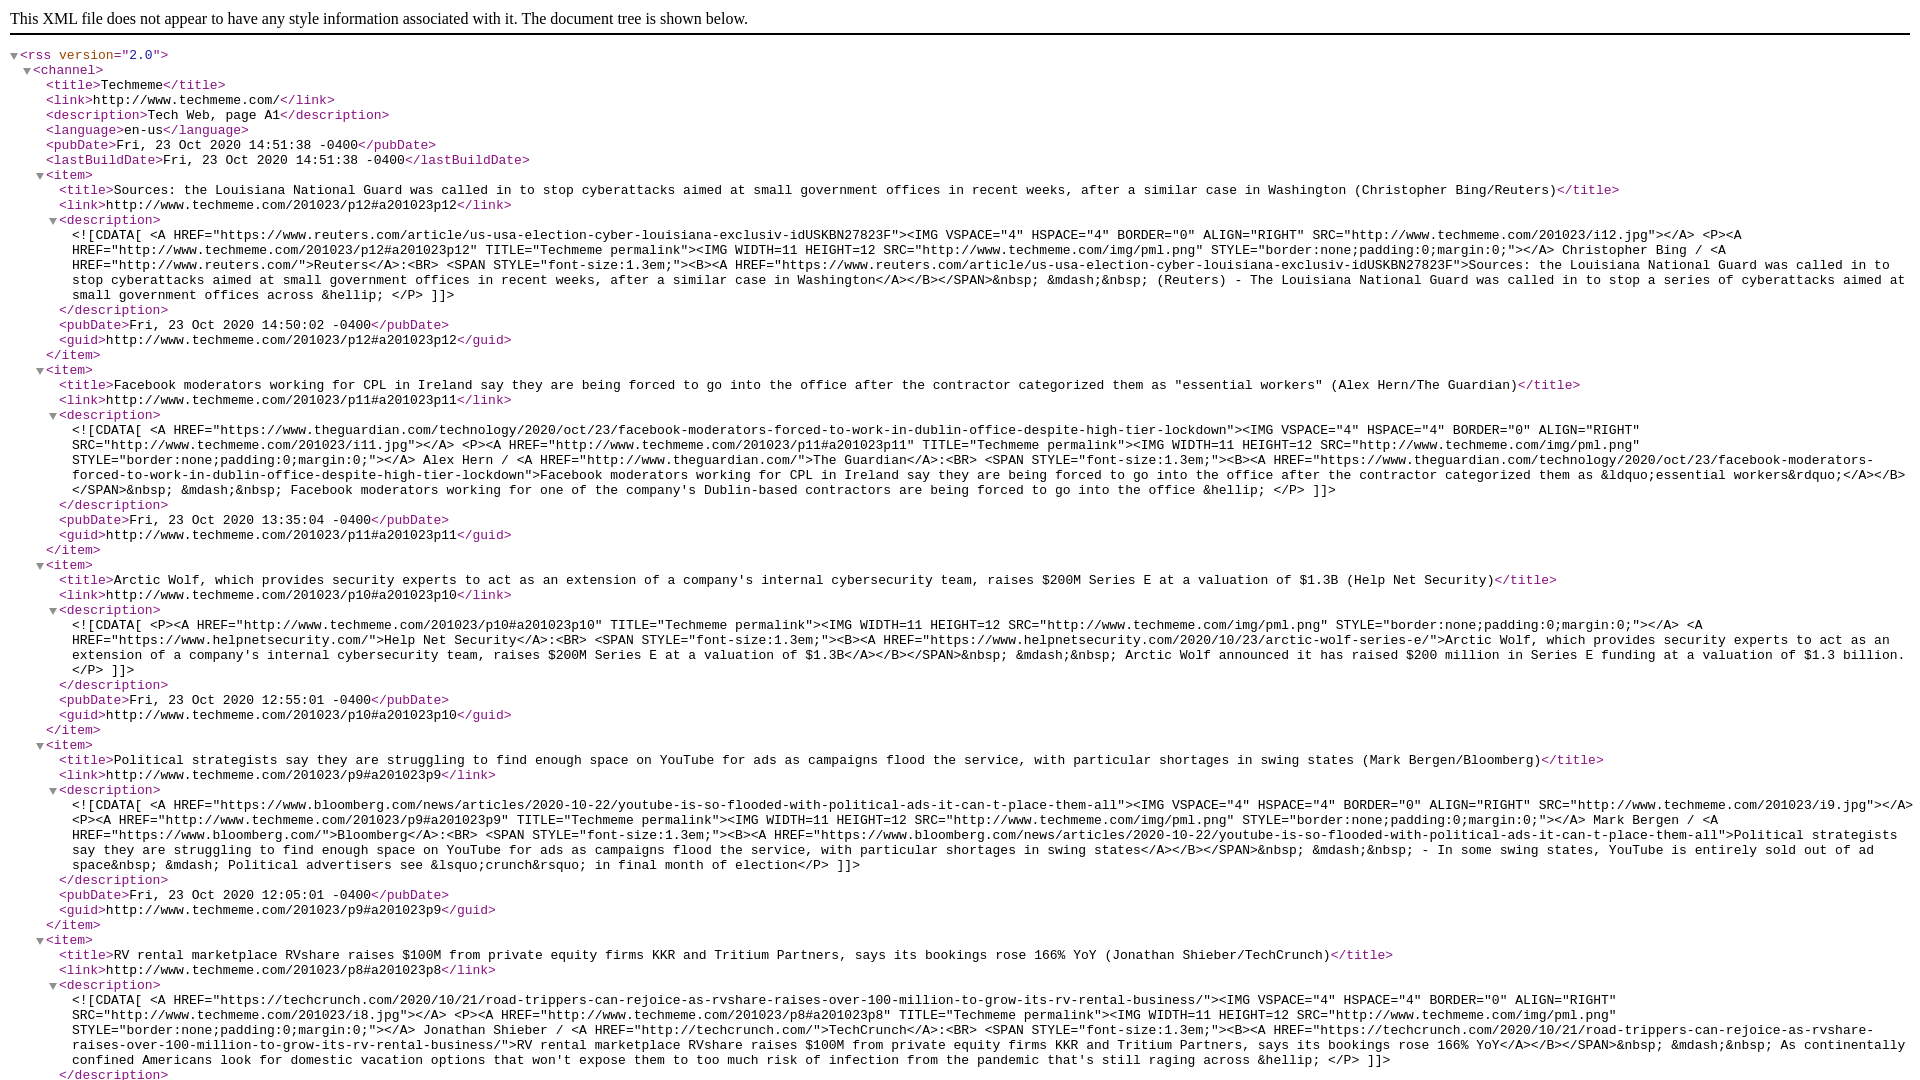 This XML file does not appear to have any style information associated with it. The document tree is shown below.
<rss version="2.0">
<channel>
<title>Techmeme</title>
<link>http://www.techmeme.com/</link>
<description>Tech Web, page A1</description>
<language>en-us</language>
<pubDate>Fri, 23 Oct 2020 14:51:38 -0400</pubDate>
<lastBuildDate>Fri, 23 Oct 2020 14:51:38 -0400</lastBuildDate>
<item>
<title>Sources: the Louisiana National Guard was called in to stop cyberattacks aimed at small government offices in recent weeks, after a similar case in Washington (Christopher Bing/Reuters)</title>
<link>http://www.techmeme.com/201023/p12#a201023p12</link>
<description>
<![CDATA[ <A HREF="https://www.reuters.com/article/us-usa-election-cyber-louisiana-exclusiv-idUSKBN27823F"><IMG VSPACE="4" HSPACE="4" BORDER="0" ALIGN="RIGHT" SRC="http://www.techmeme.com/201023/i12.jpg"></A> <P><A
HREF="http://www.techmeme.com/201023/p12#a201023p12" TITLE="Techmeme permalink"><IMG WIDTH=11 HEIGHT=12 SRC="http://www.techmeme.com/img/pml.png" STYLE="border:none;padding:0;margin:0;"></A> Christopher Bing / <A
HREF="http://www.reuters.com/">Reuters</A>:<BR> <SPAN STYLE="font-size:1.3em;"><B><A HREF="https://www.reuters.com/article/us-usa-election-cyber-louisiana-exclusiv-idUSKBN27823F">Sources: the Louisiana National Guard was called in to
stop cyberattacks aimed at small government offices in recent weeks, after a similar case in Washington</A></B></SPAN>&nbsp; &mdash;&nbsp; (Reuters) - The Louisiana National Guard was called in to stop a series of cyberattacks aimed at
small government offices across &hellip; </P> ]]>
</description>
<pubDate>Fri, 23 Oct 2020 14:50:02 -0400</pubDate>
<guid>http://www.techmeme.com/201023/p12#a201023p12</guid>
</item>
<item>
<title>Facebook moderators working for CPL in Ireland say they are being forced to go into the office after the contractor categorized them as "essential workers" (Alex Hern/The Guardian)</title>
<link>http://www.techmeme.com/201023/p11#a201023p11</link>
<description>
<![CDATA[ <A HREF="https://www.theguardian.com/technology/2020/oct/23/facebook-moderators-forced-to-work-in-dublin-office-despite-high-tier-lockdown"><IMG VSPACE="4" HSPACE="4" BORDER="0" ALIGN="RIGHT"
SRC="http://www.techmeme.com/201023/i11.jpg"></A> <P><A HREF="http://www.techmeme.com/201023/p11#a201023p11" TITLE="Techmeme permalink"><IMG WIDTH=11 HEIGHT=12 SRC="http://www.techmeme.com/img/pml.png"
STYLE="border:none;padding:0;margin:0;"></A> Alex Hern / <A HREF="http://www.theguardian.com/">The Guardian</A>:<BR> <SPAN STYLE="font-size:1.3em;"><B><A HREF="https://www.theguardian.com/technology/2020/oct/23/facebook-moderators-
forced-to-work-in-dublin-office-despite-high-tier-lockdown">Facebook moderators working for CPL in Ireland say they are being forced to go into the office after the contractor categorized them as &ldquo;essential workers&rdquo;</A></B>
</SPAN>&nbsp; &mdash;&nbsp; Facebook moderators working for one of the company's Dublin-based contractors are being forced to go into the office &hellip; </P> ]]>
</description>
<pubDate>Fri, 23 Oct 2020 13:35:04 -0400</pubDate>
<guid>http://www.techmeme.com/201023/p11#a201023p11</guid>
</item>
<item>
<title>Arctic Wolf, which provides security experts to act as an extension of a company's internal cybersecurity team, raises $200M Series E at a valuation of $1.3B (Help Net Security)</title>
<link>http://www.techmeme.com/201023/p10#a201023p10</link>
<description>
<![CDATA[ <P><A HREF="http://www.techmeme.com/201023/p10#a201023p10" TITLE="Techmeme permalink"><IMG WIDTH=11 HEIGHT=12 SRC="http://www.techmeme.com/img/pml.png" STYLE="border:none;padding:0;margin:0;"></A> <A
HREF="https://www.helpnetsecurity.com/">Help Net Security</A>:<BR> <SPAN STYLE="font-size:1.3em;"><B><A HREF="https://www.helpnetsecurity.com/2020/10/23/arctic-wolf-series-e/">Arctic Wolf, which provides security experts to act as an
extension of a company's internal cybersecurity team, raises $200M Series E at a valuation of $1.3B</A></B></SPAN>&nbsp; &mdash;&nbsp; Arctic Wolf announced it has raised $200 million in Series E funding at a valuation of $1.3 billion.
</P> ]]>
</description>
<pubDate>Fri, 23 Oct 2020 12:55:01 -0400</pubDate>
<guid>http://www.techmeme.com/201023/p10#a201023p10</guid>
</item>
<item>
<title>Political strategists say they are struggling to find enough space on YouTube for ads as campaigns flood the service, with particular shortages in swing states (Mark Bergen/Bloomberg)</title>
<link>http://www.techmeme.com/201023/p9#a201023p9</link>
<description>
<![CDATA[ <A HREF="https://www.bloomberg.com/news/articles/2020-10-22/youtube-is-so-flooded-with-political-ads-it-can-t-place-them-all"><IMG VSPACE="4" HSPACE="4" BORDER="0" ALIGN="RIGHT" SRC="http://www.techmeme.com/201023/i9.jpg"></A>
<P><A HREF="http://www.techmeme.com/201023/p9#a201023p9" TITLE="Techmeme permalink"><IMG WIDTH=11 HEIGHT=12 SRC="http://www.techmeme.com/img/pml.png" STYLE="border:none;padding:0;margin:0;"></A> Mark Bergen / <A
HREF="https://www.bloomberg.com/">Bloomberg</A>:<BR> <SPAN STYLE="font-size:1.3em;"><B><A HREF="https://www.bloomberg.com/news/articles/2020-10-22/youtube-is-so-flooded-with-political-ads-it-can-t-place-them-all">Political strategists
say they are struggling to find enough space on YouTube for ads as campaigns flood the service, with particular shortages in swing states</A></B></SPAN>&nbsp; &mdash;&nbsp; - In some swing states, YouTube is entirely sold out of ad
space&nbsp; &mdash; Political advertisers see &lsquo;crunch&rsquo; in final month of election</P> ]]>
</description>
<pubDate>Fri, 23 Oct 2020 12:05:01 -0400</pubDate>
<guid>http://www.techmeme.com/201023/p9#a201023p9</guid>
</item>
<item>
<title>RV rental marketplace RVshare raises $100M from private equity firms KKR and Tritium Partners, says its bookings rose 166% YoY (Jonathan Shieber/TechCrunch)</title>
<link>http://www.techmeme.com/201023/p8#a201023p8</link>
<description>
<![CDATA[ <A HREF="https://techcrunch.com/2020/10/21/road-trippers-can-rejoice-as-rvshare-raises-over-100-million-to-grow-its-rv-rental-business/"><IMG VSPACE="4" HSPACE="4" BORDER="0" ALIGN="RIGHT"
SRC="http://www.techmeme.com/201023/i8.jpg"></A> <P><A HREF="http://www.techmeme.com/201023/p8#a201023p8" TITLE="Techmeme permalink"><IMG WIDTH=11 HEIGHT=12 SRC="http://www.techmeme.com/img/pml.png"
STYLE="border:none;padding:0;margin:0;"></A> Jonathan Shieber / <A HREF="http://techcrunch.com/">TechCrunch</A>:<BR> <SPAN STYLE="font-size:1.3em;"><B><A HREF="https://techcrunch.com/2020/10/21/road-trippers-can-rejoice-as-rvshare-
raises-over-100-million-to-grow-its-rv-rental-business/">RV rental marketplace RVshare raises $100M from private equity firms KKR and Tritium Partners, says its bookings rose 166% YoY</A></B></SPAN>&nbsp; &mdash;&nbsp; As continentally
confined Americans look for domestic vacation options that won't expose them to too much risk of infection from the pandemic that's still raging across &hellip; </P> ]]>
</description>